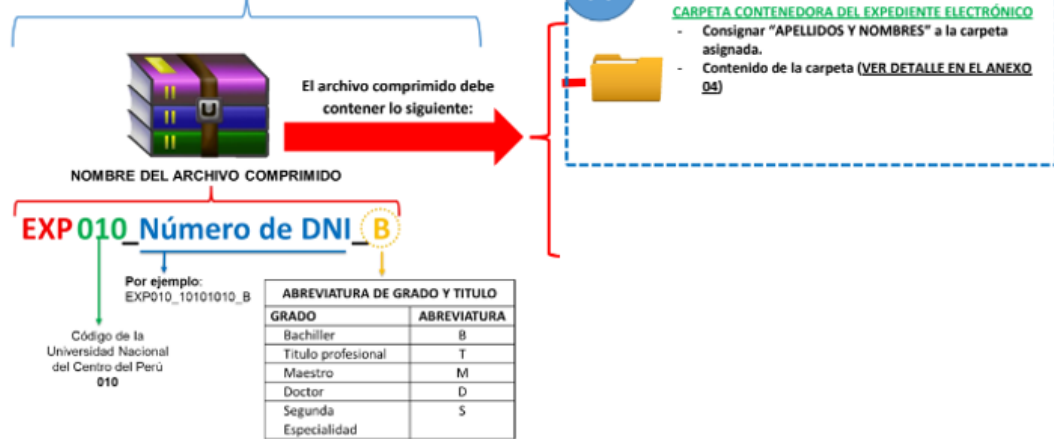 CARPETA CONTENEDORA DEL EXPEDIENTE ELECTRÓNICO
- Consignar "APELLIDOS Y NOMBRES" a la carpeta
asignada.
- Contenido de la carpeta (VER DETALLE EN EL ANEXO
04)
El archivo comprimido debe
contener lo siguiente:
NOMBRE DEL ARCHIVO COMPRIMIDO
EXP010_Número de DNI_B
Por ejemplo:
EXP010_10101010_B
Código de la
Universidad Nacional
del Centro del Perú
010
ABREVIATURA DE GRADO Y TITULO
GRADO ABREVIATURA
Bachiller B
Titulo profesional T
Maestro M
Doctor D
Segunda S
Especialidad